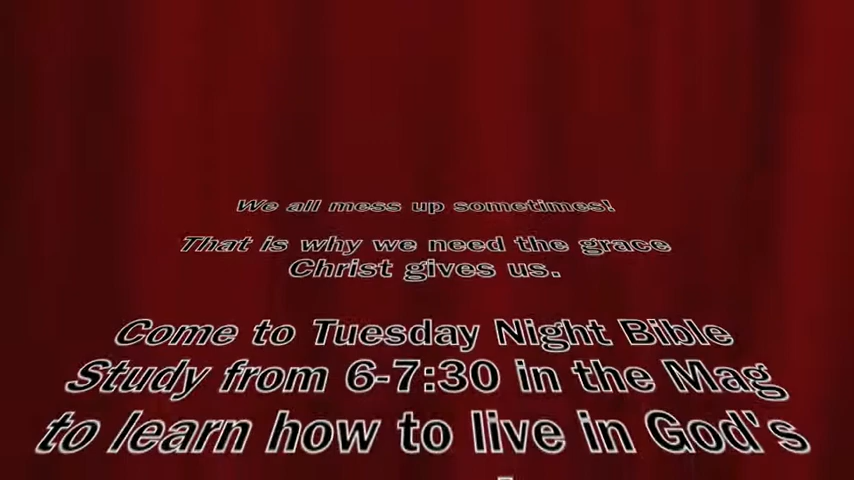 We all mess up sometimes!
That is why we need the grace
Christ gives us.
Come to Tuesday Night Bible
Study from 6-7:30 in the Mag
to learn how to live in God's